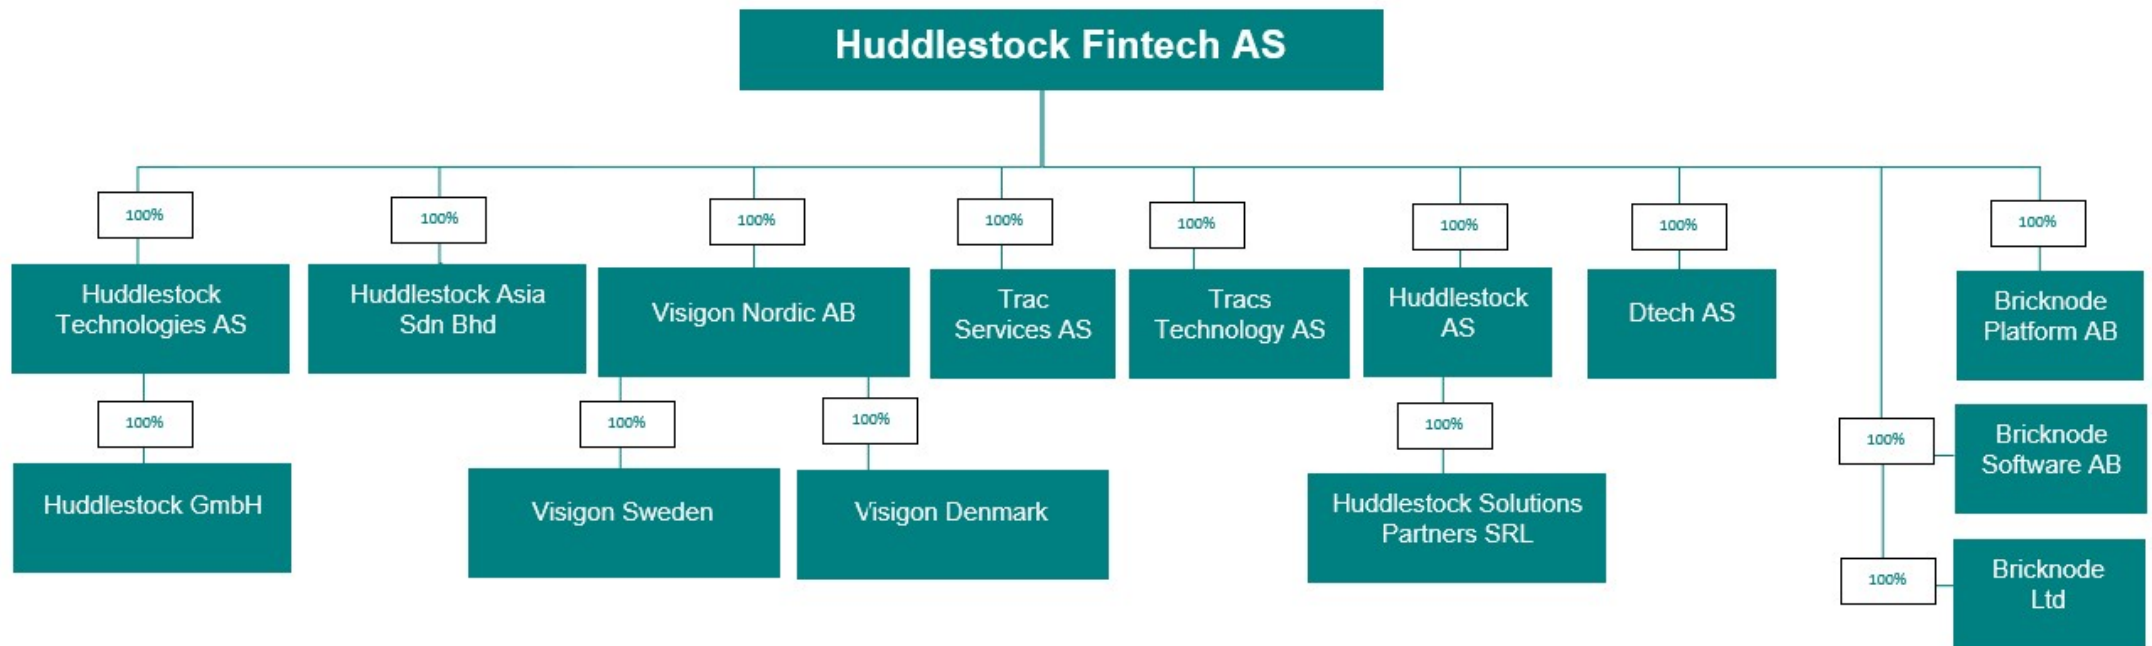 Huddlestock Fintech AS
100%
100%
100%
100%
100%
100%
100%
100%
Huddlestock
Technologies AS
Huddlestock Asia
Sdn Bhd
Visigon Nordic AB
Trac
Services AS
Tracs
Technology AS
Huddlestock
AS
Dtech AS
Bricknode
Platform AB
100%
100%
100%
100%
100%
Bricknode
Software AB
Huddlestock GmbH
Visigon Sweden
Visigon Denmark
Huddlestock Solutions
Partners SRL
100%
Bricknode
Ltd